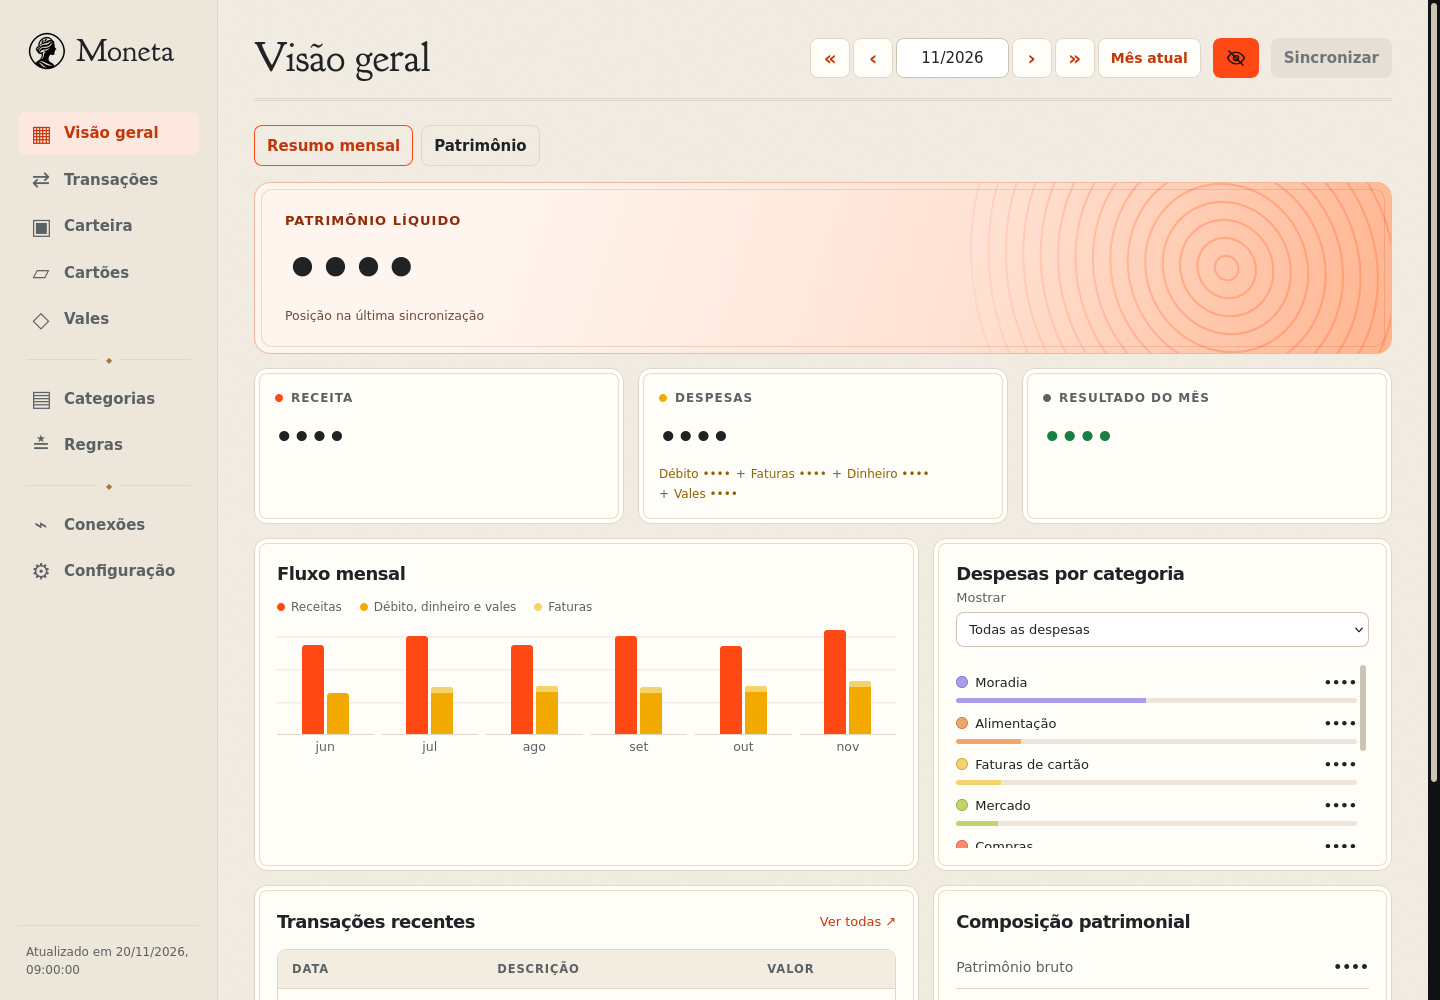 Moneta
Visão geral
Transações
Carteira
Cartões
Vales
Categorias
Regras
Conexões
Configuração
Atualizado em 20/11/2026,
09:00:00
Visão geral
« ‹ 11/2026 › » Mês atual Sincronizar
Resumo mensal Patrimônio
PATRIMÔNIO LÍQUIDO
••••
Posição na última sincronização
RECEITA
••••
DESPESAS
••••
Débito •••• + Faturas •••• + Dinheiro ••••
+ Vales ••••
RESULTADO DO MÊS
••••
Fluxo mensal
Receitas Débito, dinheiro e vales Faturas
jun jul ago set out nov
Despesas por categoria
Mostrar
Todas as despesas
Moradia ••••
Alimentação ••••
Faturas de cartão ••••
Mercado ••••
Compras ••••
Transações recentes Ver todas ↗
DATA DESCRIÇÃO VALOR
Composição patrimonial
Patrimônio bruto ••••